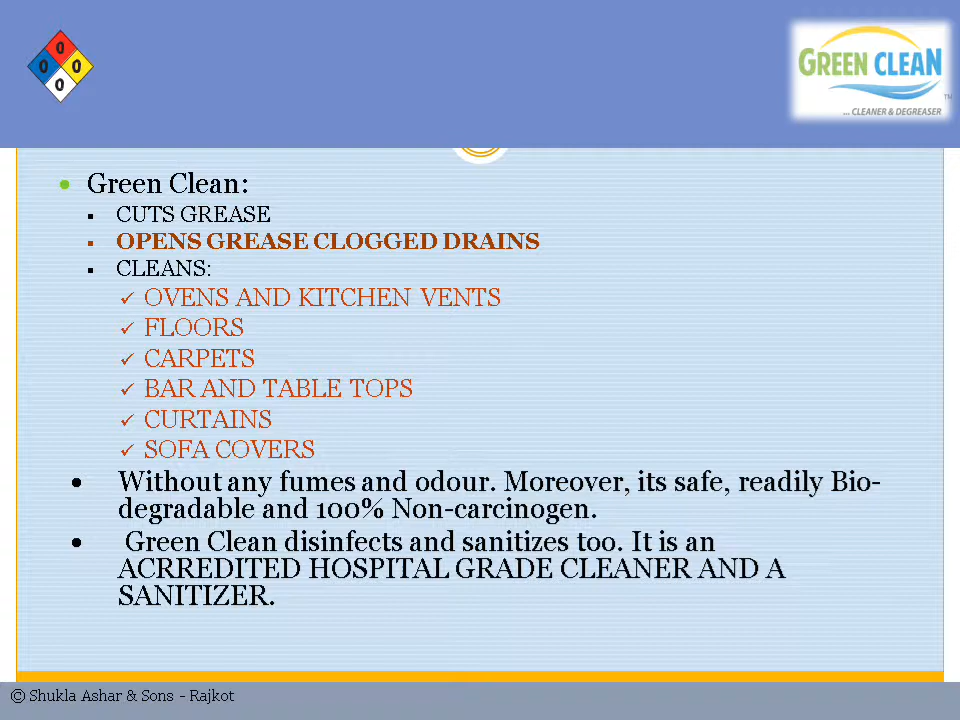 0
0 0
0
GREEN CLEAN
TM
... CLEANER & DEGREASER
• Green Clean:
▪ CUTS GREASE
▪ OPENS GREASE CLOGGED DRAINS
▪ CLEANS:
✓ OVENS AND KITCHEN VENTS
✓ FLOORS
✓ CARPETS
✓ BAR AND TABLE TOPS
✓ CURTAINS
✓ SOFA COVERS
• Without any fumes and odour. Moreover, its safe, readily Bio-
degradable and 100% Non-carcinogen.
• Green Clean disinfects and sanitizes too. It is an
ACRREDITED HOSPITAL GRADE CLEANER AND A
SANITIZER.
© Shukla Ashar & Sons - Rajkot